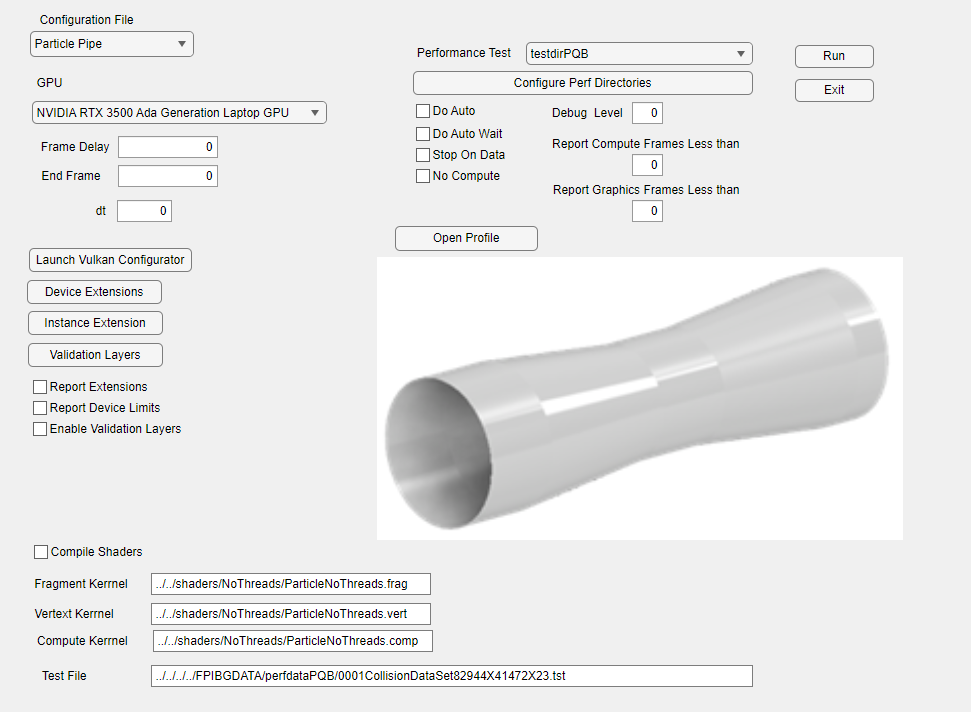 Configuration File
Particle Pipe
Performance Test
testdirPQB
Run
Configure Perf Directories
Exit
GPU
NVIDIA RTX 3500 Ada Generation Laptop GPU
Do Auto
Debug Level
0
Do Auto Wait
Frame Delay
0
Report Compute Frames Less than
Stop On Data
0
End Frame
0
No Compute
Report Graphics Frames Less than
dt
0
0
Open Profile
Launch Vulkan Configurator
Device Extensions
Instance Extension
Validation Layers
Report Extensions
Report Device Limits
Enable Validation Layers
Compile Shaders
Fragment Kerrnel
../../shaders/NoThreads/ParticleNoThreads.frag
Vertext Kerrnel
../../shaders/NoThreads/ParticleNoThreads.vert
Compute Kerrnel
../../shaders/NoThreads/ParticleNoThreads.comp
Test File
../../../../FPIBGDATA/perfdataPQB/0001CollisionDataSet82944X41472X23.tst